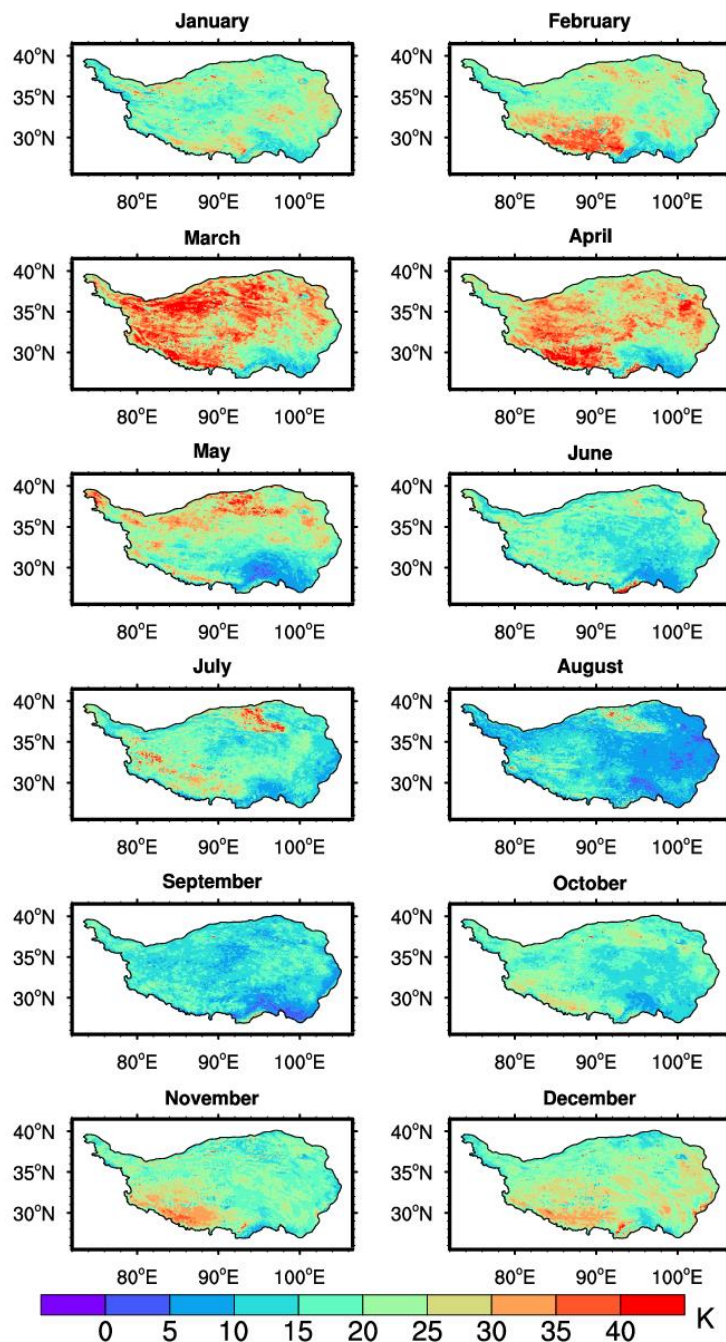 January February
40°N 40°N
35°N 35°N
30°N 30°N
80°E 90°E 100°E 80°E 90°E 100°E
March April
40°N 40°N
35°N 35°N
30°N 30°N
80°E 90°E 100°E 80°E 90°E 100°E
May June
40°N 40°N
35°N 35°N
30°N 30°N
80°E 90°E 100°E 80°E 90°E 100°E
July August
40°N 40°N
35°N 35°N
30°N 30°N
80°E 90°E 100°E 80°E 90°E 100°E
September October
40°N 40°N
35°N 35°N
30°N 30°N
80°E 90°E 100°E 80°E 90°E 100°E
November December
40°N 40°N
35°N 35°N
30°N 30°N
80°E 90°E 100°E 80°E 90°E 100°E
0 5 10 15 20 25 30 35 40 K